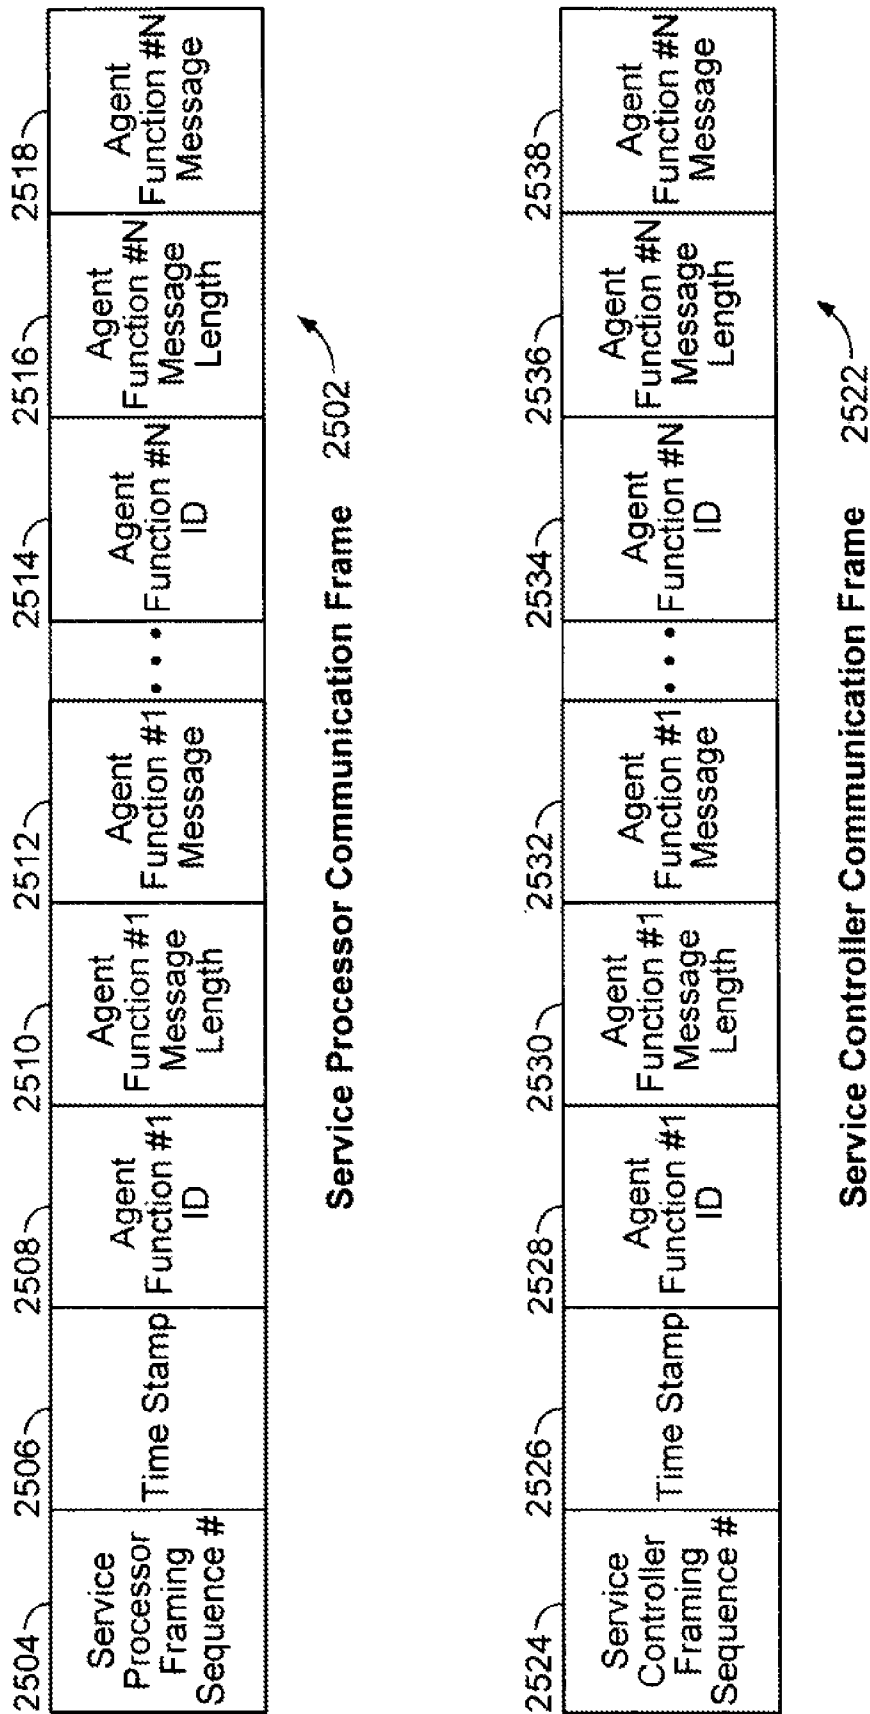 2504
2506
2508
2510
2512
2514
2516
2518
Service
Processor
Framing
Sequence #
Time Stamp
Agent
Function #1
ID
Agent
Function #1
Message
Length
Agent
Function #1
Message
• • •
Agent
Function #N
ID
Agent
Function #N
Message
Length
Agent
Function #N
Message
Service Processor Communication Frame 2502
2524
2526
2528
2530
2532
2534
2536
2538
Service
Controller
Framing
Sequence #
Time Stamp
Agent
Function #1
ID
Agent
Function #1
Message
Length
Agent
Function #1
Message
• • •
Agent
Function #N
ID
Agent
Function #N
Message
Length
Agent
Function #N
Message
Service Controller Communication Frame 2522